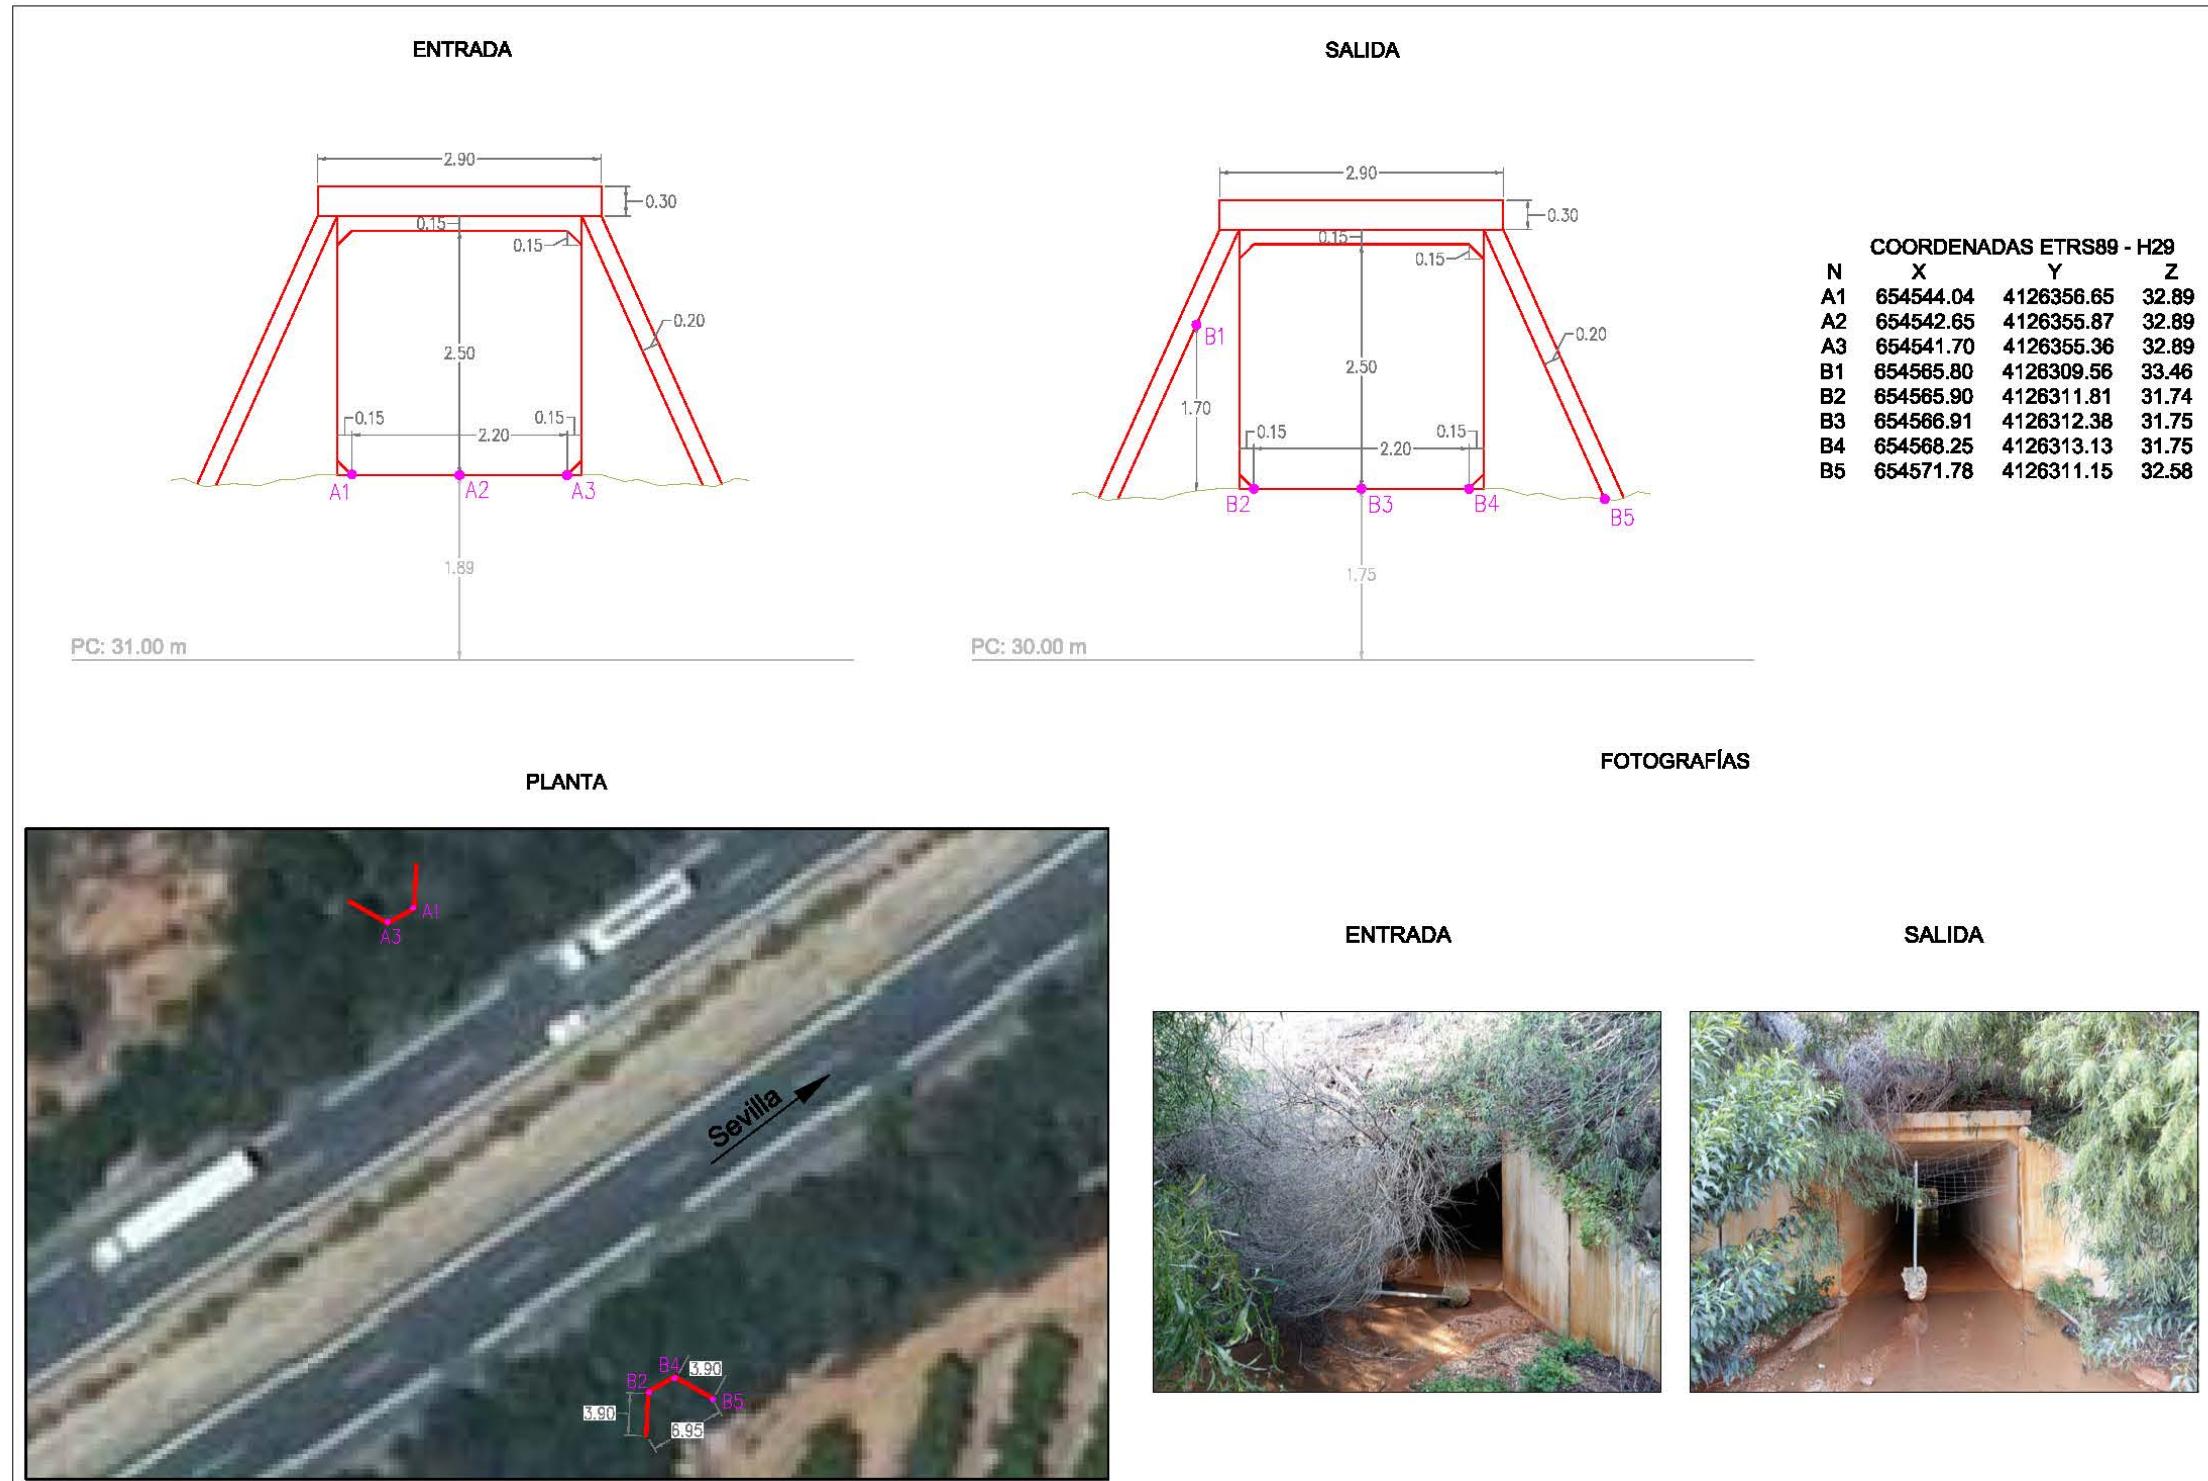 ENTRADA
2.90
0.30
0.15
0.15
0.20
2.50
0.15
0.15
2.20
A1
A2
A3
1.89
PC: 31.00 m
SALIDA
2.90
0.30
0.15
0.15
B1
0.20
2.50
1.70
0.15
0.15
2.20
B2
B3
B4
B5
1.75
PC: 30.00 m
COORDENADAS ETRS89 - H29
N X Y Z
A1 654544.04 4126356.65 32.89
A2 654542.65 4126355.87 32.89
A3 654541.70 4126355.36 32.89
B1 654565.80 4126309.56 33.46
B2 654565.90 4126311.81 31.74
B3 654566.91 4126312.38 31.75
B4 654568.25 4126313.13 31.75
B5 654571.78 4126311.15 32.58
PLANTA
A1
A3
Sevilla
B4
3.90
B2
B5
3.90
6.95
FOTOGRAFÍAS
ENTRADA
SALIDA